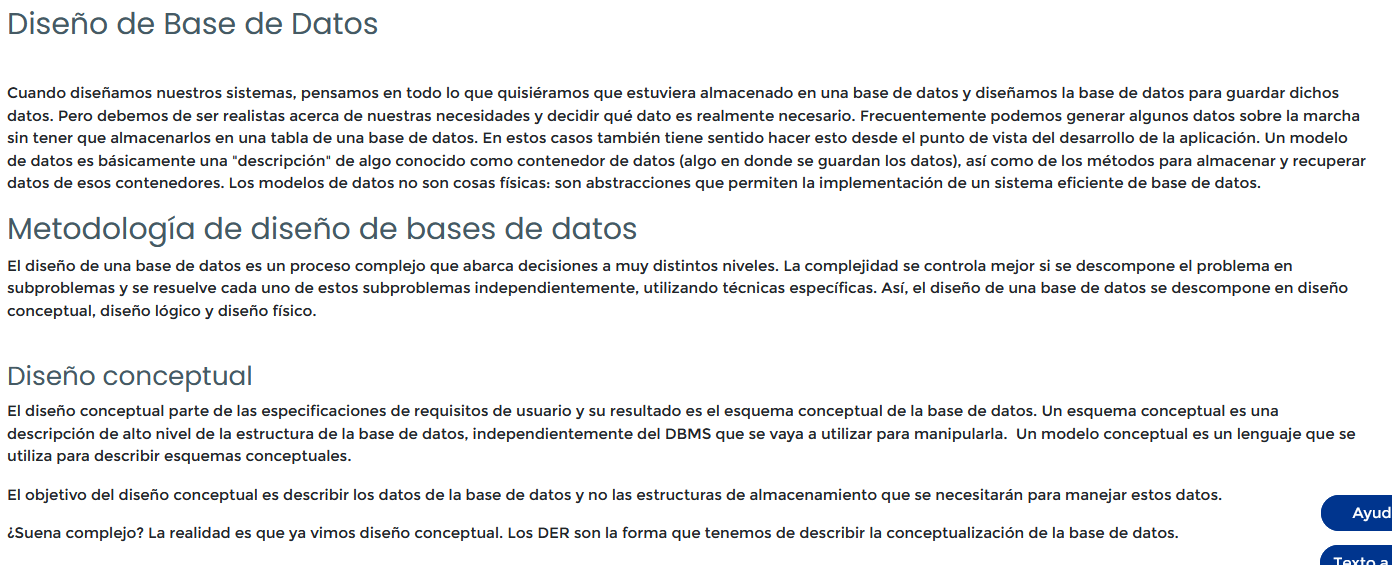 Diseño de Base de Datos
Cuando diseñamos nuestros sistemas, pensamos en todo lo que quisiéramos que estuviera almacenado en una base de datos y diseñamos la base de datos para guardar dichos
datos. Pero debemos de ser realistas acerca de nuestras necesidades y decidir qué dato es realmente necesario. Frecuentemente podemos generar algunos datos sobre la marcha
sin tener que almacenarlos en una tabla de una base de datos. En estos casos también tiene sentido hacer esto desde el punto de vista del desarrollo de la aplicación. Un modelo
de datos es básicamente una "descripción" de algo conocido como contenedor de datos (algo en donde se guardan los datos), así como de los métodos para almacenar y recuperar
datos de esos contenedores. Los modelos de datos no son cosas físicas: son abstracciones que permiten la implementación de un sistema eficiente de base de datos.
Metodología de diseño de bases de datos
El diseño de una base de datos es un proceso complejo que abarca decisiones a muy distintos niveles. La complejidad se controla mejor si se descompone el problema en
subproblemas y se resuelve cada uno de estos subproblemas independientemente, utilizando técnicas específicas. Así, el diseño de una base de datos se descompone en diseño
conceptual, diseño lógico y diseño físico.
Diseño conceptual
El diseño conceptual parte de las especificaciones de requisitos de usuario y su resultado es el esquema conceptual de la base de datos. Un esquema conceptual es una
descripción de alto nivel de la estructura de la base de datos, independientemente del DBMS que se vaya a utilizar para manipularla. Un modelo conceptual es un lenguaje que se
utiliza para describir esquemas conceptuales.
El objetivo del diseño conceptual es describir los datos de la base de datos y no las estructuras de almacenamiento que se necesitarán para manejar estos datos.
Ayud
¿Suena complejo? La realidad es que ya vimos diseño conceptual. Los DER son la forma que tenemos de describir la conceptualización de la base de datos.
Texto a